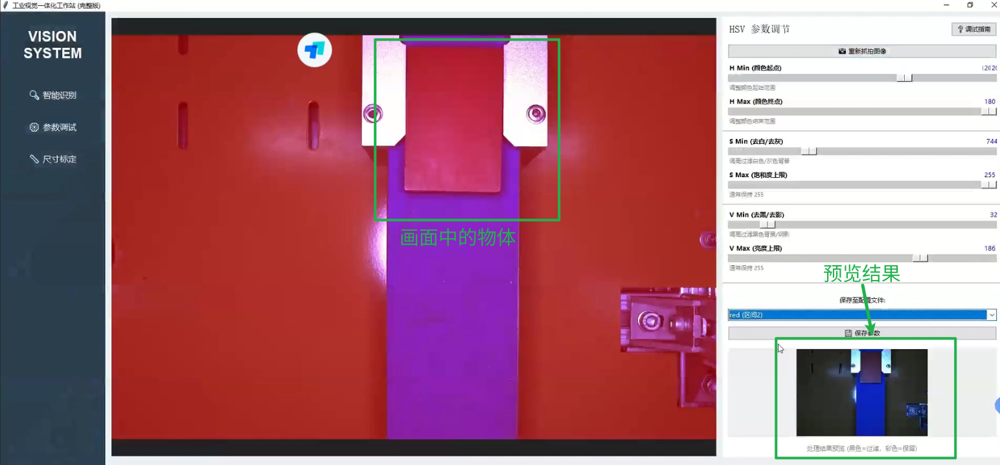 工业视觉一体化工作站 (完整版)
VISION
SYSTEM
智能识别
参数调试
尺寸标定
画面中的物体
HSV 参数调节
调试指南
重新抓拍图像
H Min (颜色起点)
调整颜色起始范围
H Max (颜色终点)
180
调整颜色结束范围
S Min (去白/去灰)
744
调高过滤白色/灰色背景
S Max (饱和度上限)
255
通常保持 255
V Min (去黑/去影)
32
调高过滤黑色背景/阴影
V Max (亮度上限)
186
通常保持 255
预览结果
保存至配置文件:
red (区间2)
保存参数
处理结果预览 (黑色=过滤，彩色=保留)